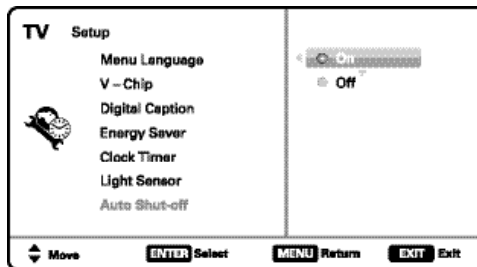 TV Setup
Menu Language
V-Chip
Digital Caption
Energy Saver
Clock Timer
Light Sensor
Auto Shut-off
On
Off
Move ENTER Select MENU Return EXIT Exit